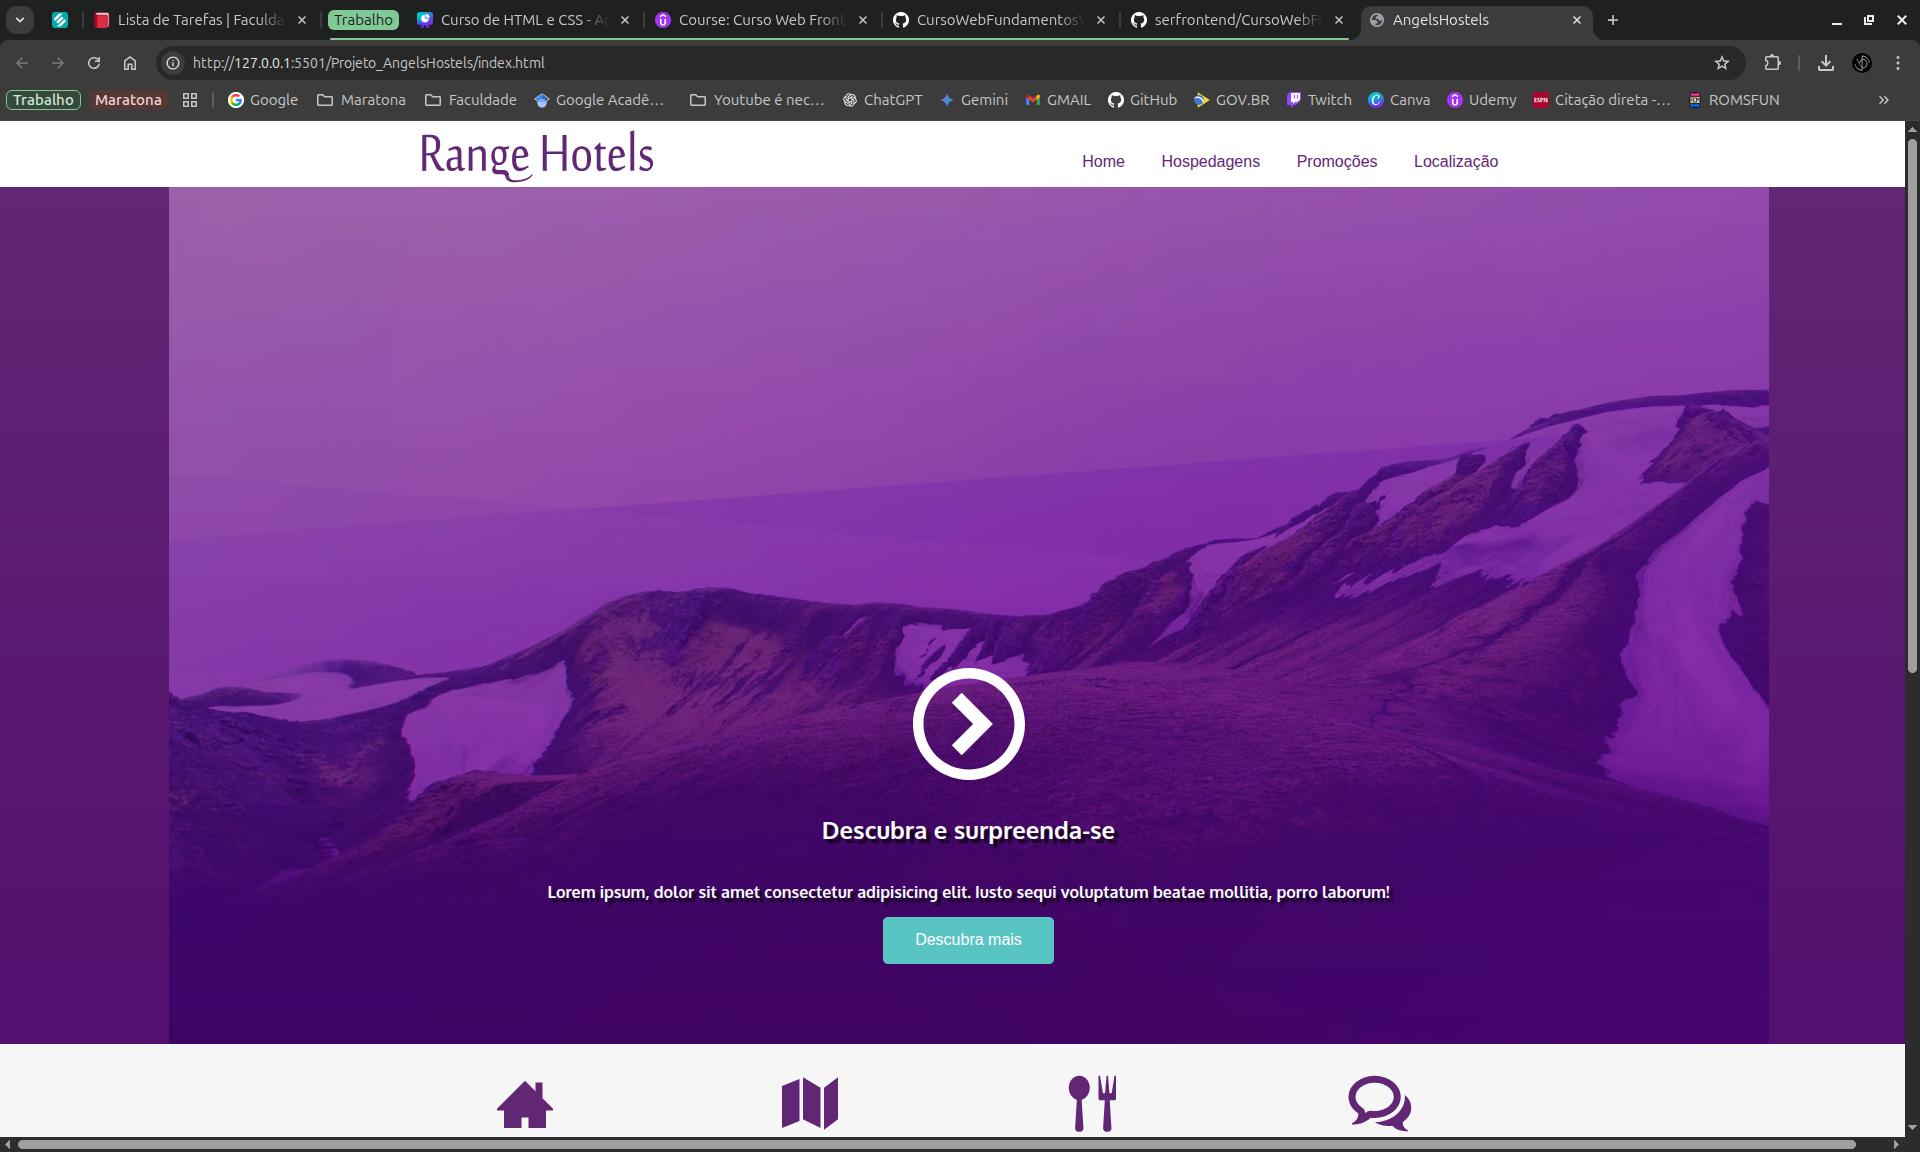 Lista de Tarefas | Faculda
Trabalho
Curso de HTML e CSS - A
Course: Curso Web Front
CursoWebFundamentos
serfrontend/CursoWebF
AngelsHostels
http://127.0.0.1:5501/Projeto_AngelsHostels/index.html
Trabalho
Maratona
Google
Maratona
Faculdade
Google Acadê...
Youtube é nec...
ChatGPT
Gemini
GMAIL
GitHub
GOV.BR
Twitch
Canva
Udemy
ESPM
Citação direta -...
ROMSFUN
Range Hotels
Home
Hospedagens
Promoções
Localização
Descubra e surpreenda-se
Lorem ipsum, dolor sit amet consectetur adipisicing elit. Iusto sequi voluptatum beatae mollitia, porro laborum!
Descubra mais